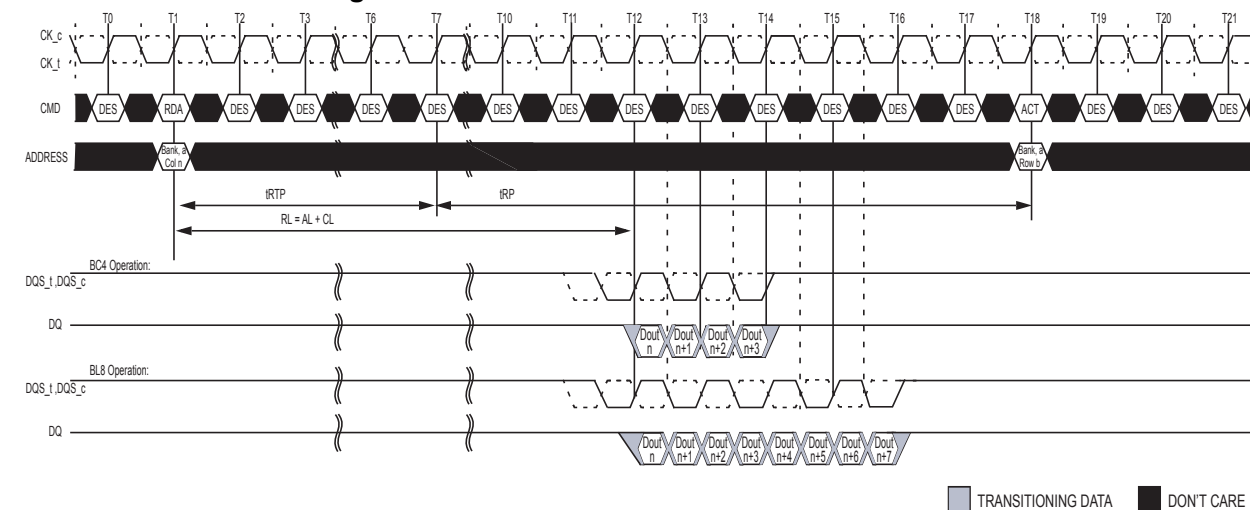 T0 T1 T2 T3 T6 T7 T10 T11 T12 T13 T14 T15 T16 T17 T18 T19 T20 T21
CK_c
CK_t
CMD DES RDA DES DES DES DES DES DES DES DES DES DES DES DES ACT DES DES DES
ADDRESS Bank, a Col n Bank, a Row b
tRTP tRP
RL = AL + CL
BC4 Operation:
DQS_t ,DQS_c
DQ Dout n Dout n+1 Dout n+2 Dout n+3
BL8 Operation:
DQS_t ,DQS_c
DQ Dout n Dout n+1 Dout n+2 Dout n+3 Dout n+4 Dout n+5 Dout n+6 Dout n+7
TRANSITIONING DATA DON'T CARE